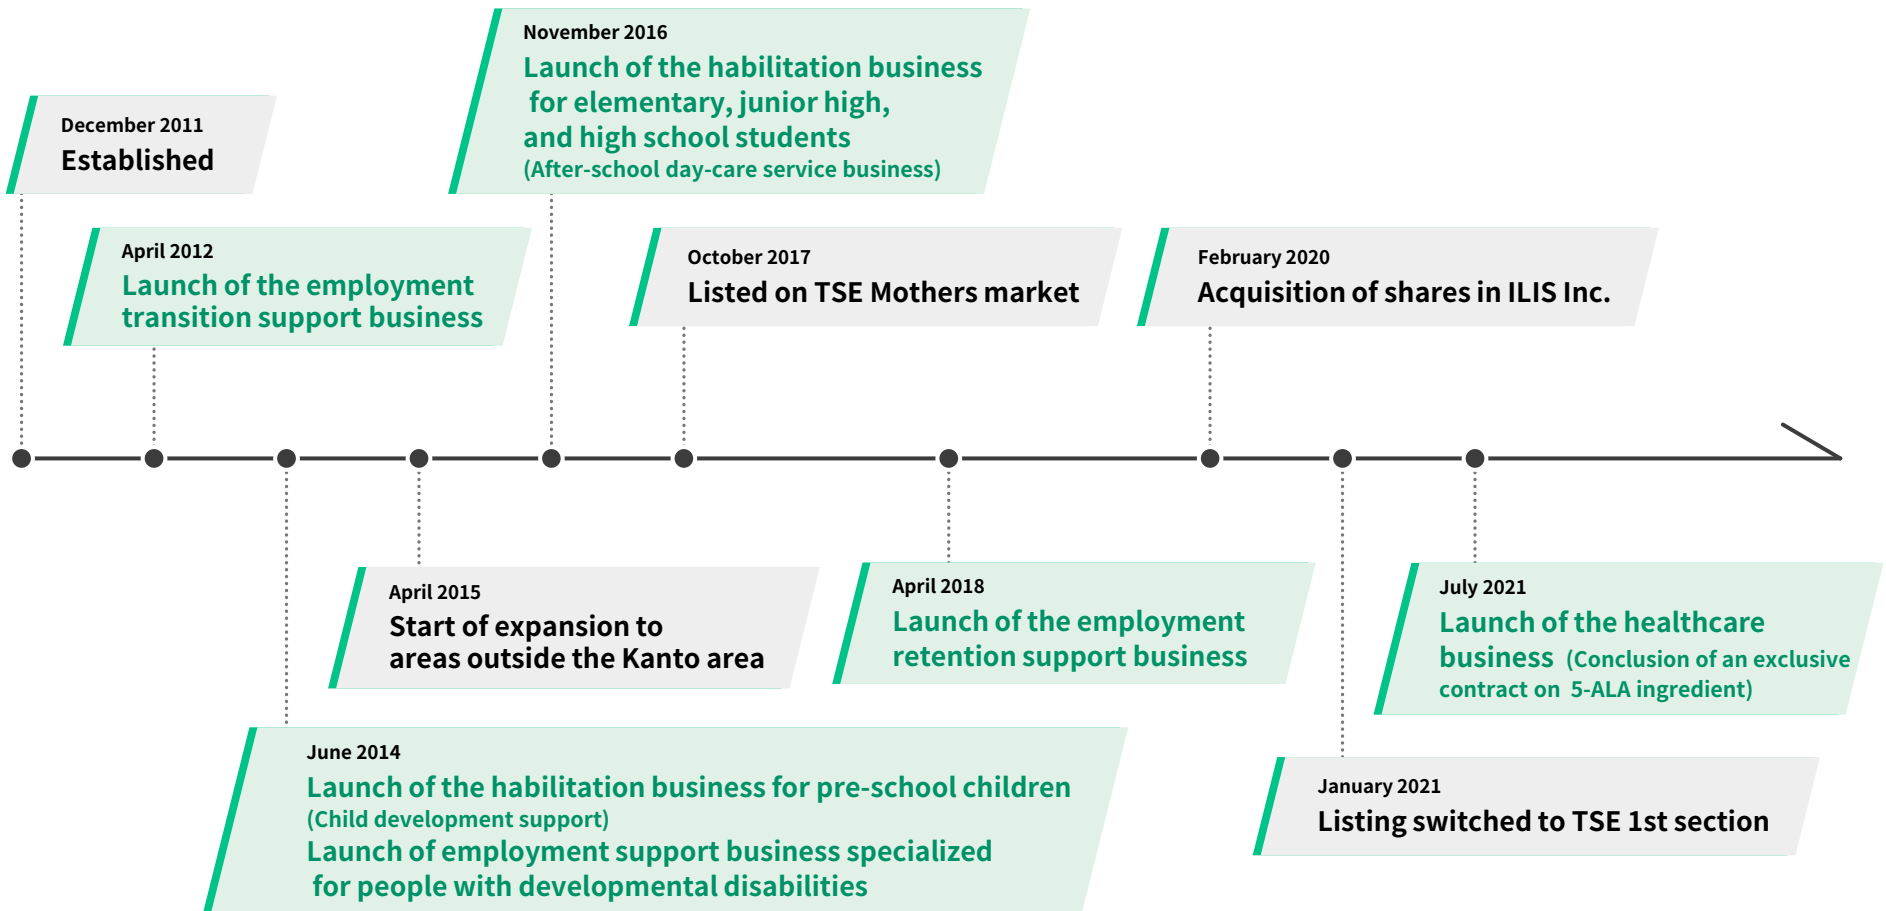 November 2016
Launch of the habilitation business
for elementary, junior high,
and high school students
(After-school day-care service business)
December 2011
Established
April 2012
Launch of the employment
transition support business
October 2017
Listed on TSE Mothers market
February 2020
Acquisition of shares in ILIS Inc.
April 2015
Start of expansion to
areas outside the Kanto area
April 2018
Launch of the employment
retention support business
July 2021
Launch of the healthcare
business (Conclusion of an exclusive
contract on 5-ALA ingredient)
June 2014
Launch of the habilitation business for pre-school children
(Child development support)
Launch of employment support business specialized
for people with developmental disabilities
January 2021
Listing switched to TSE 1st section